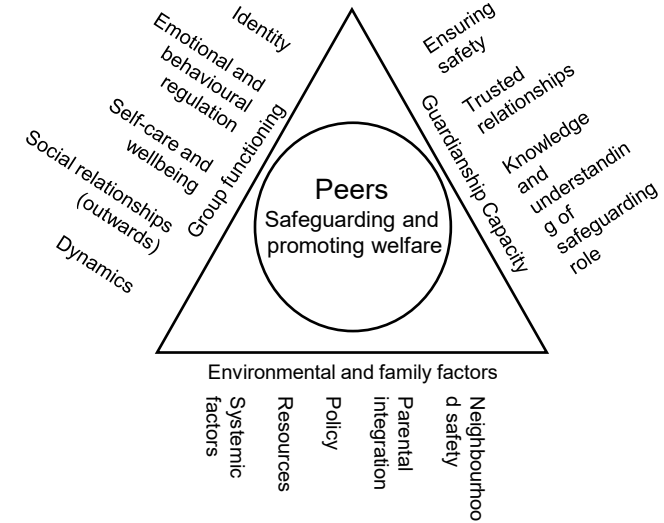 Identity
Emotional and
behavioural
regulation
Self-care and
wellbeing
Social relationships
(outwards)
Dynamics
Group functioning
Peers
Safeguarding and
promoting welfare
Guardianship Capacity
Ensuring
safety
Trusted
relationships
Knowledge
and
understandin
g of
safeguarding
role
Environmental and family factors
Systemic
factors
Resources
Policy
Parental
integration
Neighbourhoo
d safety